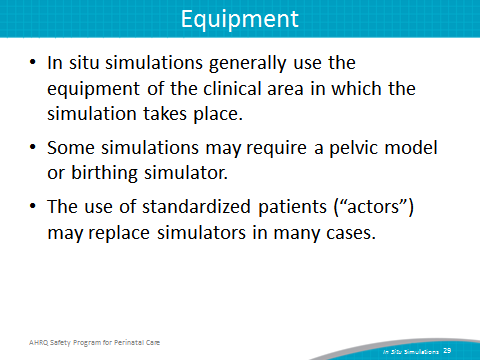 Equipment
• In situ simulations generally use the
equipment of the clinical area in which the
simulation takes place.
• Some simulations may require a pelvic model
or birthing simulator.
• The use of standardized patients (“actors”)
may replace simulators in many cases.
AHRQ Safety Program for Perinatal Care
In Situ Simulations 29